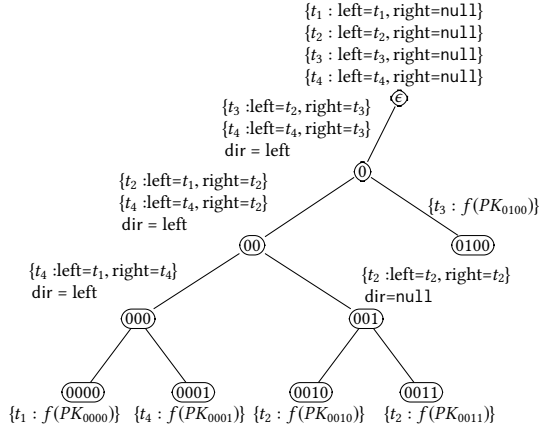 {t₁ : left=t₁, right=null}
{t₂ : left=t₂, right=null}
{t₃ : left=t₃, right=null}
{t₄ : left=t₄, right=null}
ϵ
{t₃ :left=t₂, right=t₃}
{t₄ :left=t₄, right=t₃}
dir = left
0
{t₂ :left=t₁, right=t₂}
{t₄ :left=t₄, right=t₂}
dir = left
{t₃ : f(PK₀₁₀₀)}
00
0100
{t₄ :left=t₁, right=t₄}
dir = left
{t₂ :left=t₂, right=t₂}
dir=null
000
001
0000
0001
0010
0011
{t₁ : f(PK₀₀₀₀)}
{t₄ : f(PK₀₀₀₁)}
{t₂ : f(PK₀₀₁₀)}
{t₂ : f(PK₀₀₁₁)}